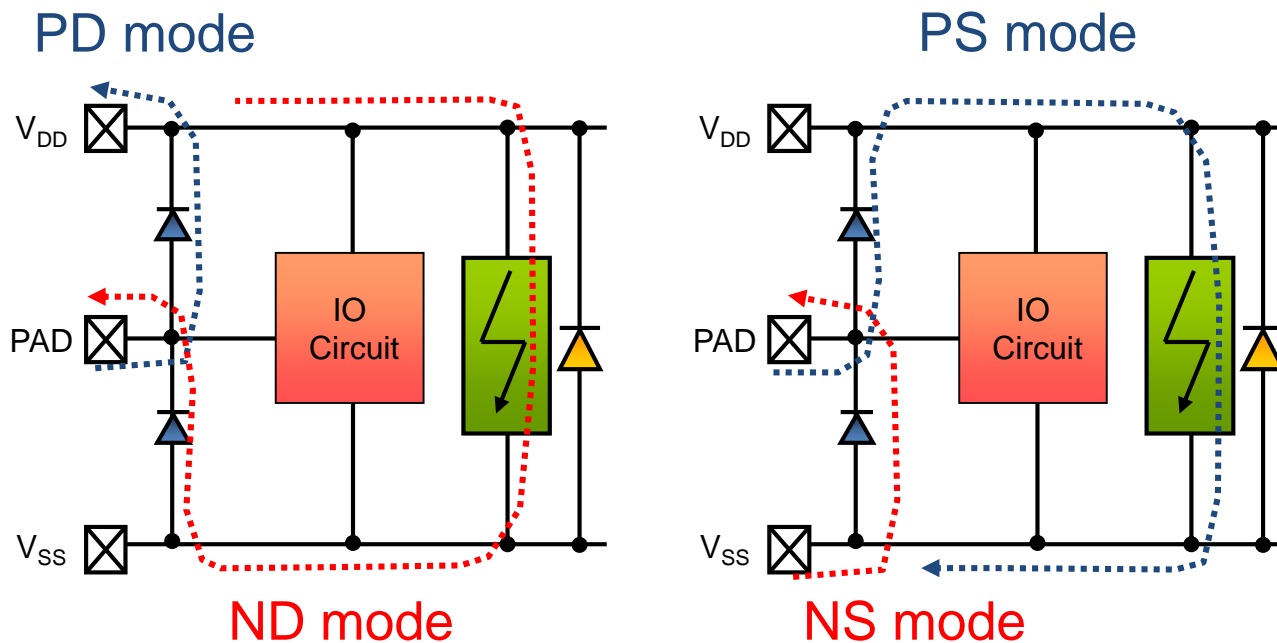 PD mode
PS mode
VDD
VDD
IO
Circuit
IO
Circuit
PAD
PAD
VSS
VSS
ND mode
NS mode